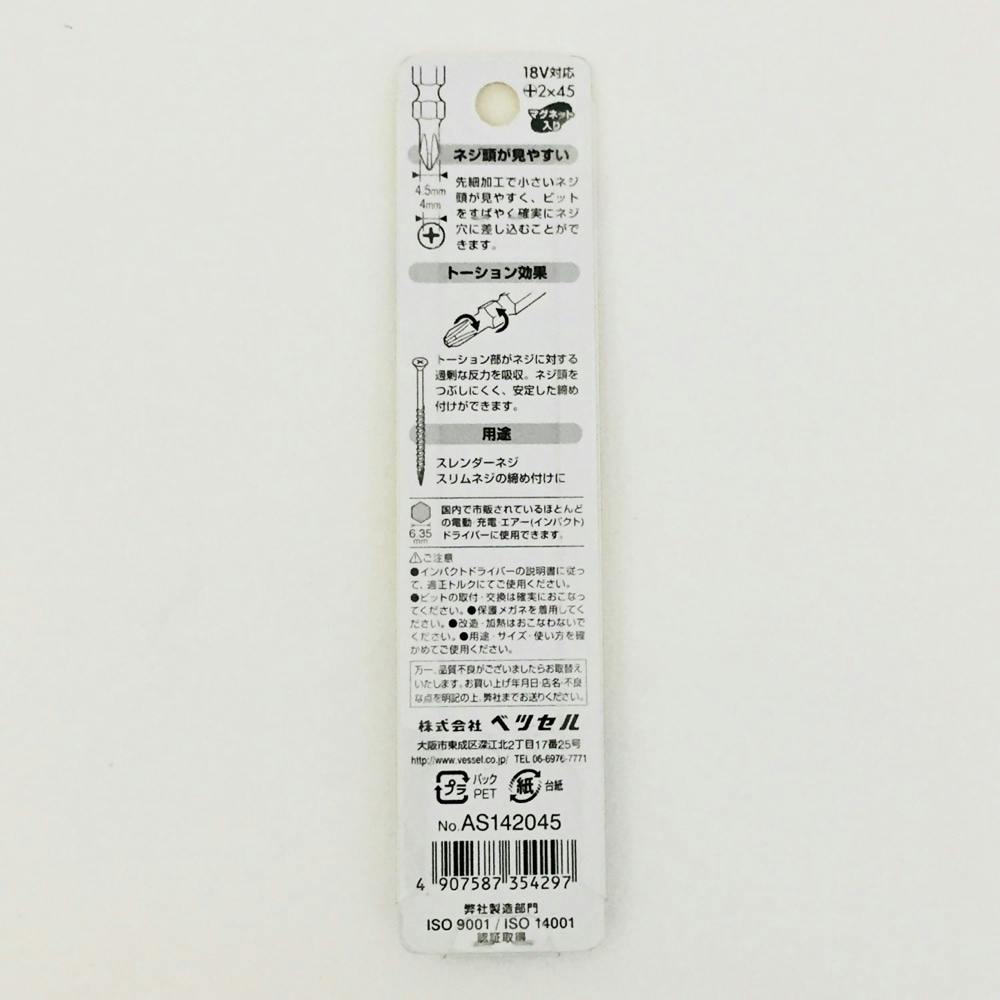 18V対応
+2×45
マグネット
入り
ネジ頭が見やすい
4.5mm
4mm
先細加工で小さいネジ
頭が見やすく、ビット
をすばやく確実にネジ
穴に差し込むことがで
きます。
トーション効果
トーション部がネジに対する
過剰な反力を吸収。ネジ頭を
つぶしにくく、安定した締め
付けができます。
用途
スレンダーネジ
スリムネジの締め付けに
6.35
mm
国内で市販されているほとんど
の電動・充電・エアー(インパクト)
ドライバーに使用できます。
⚠ご注意
●インパクトドライバーの説明書に従っ
て、適正トルクにてご使用ください。
●ビットの取付・交換は確実におこなっ
てください。●保護メガネを着用してく
ださい。●改造・加熱はおこなわないで
ください。●用途・サイズ・使い方を確
かめてご使用ください。
万一、品質不良がございましたらお取替え
いたします。お買い上げ年月日・店名・不良
な点を明記の上、弊社までお送りください。
株式会社 ベッセル
大阪市東成区深江北2丁目17番25号
http://www.vessel.co.jp/ TEL 06-6976-7771
プラ
パック
PET
紙
台紙
No.AS142045
4 907587 354297
弊社製造部門
ISO 9001 / ISO 14001
認証取得